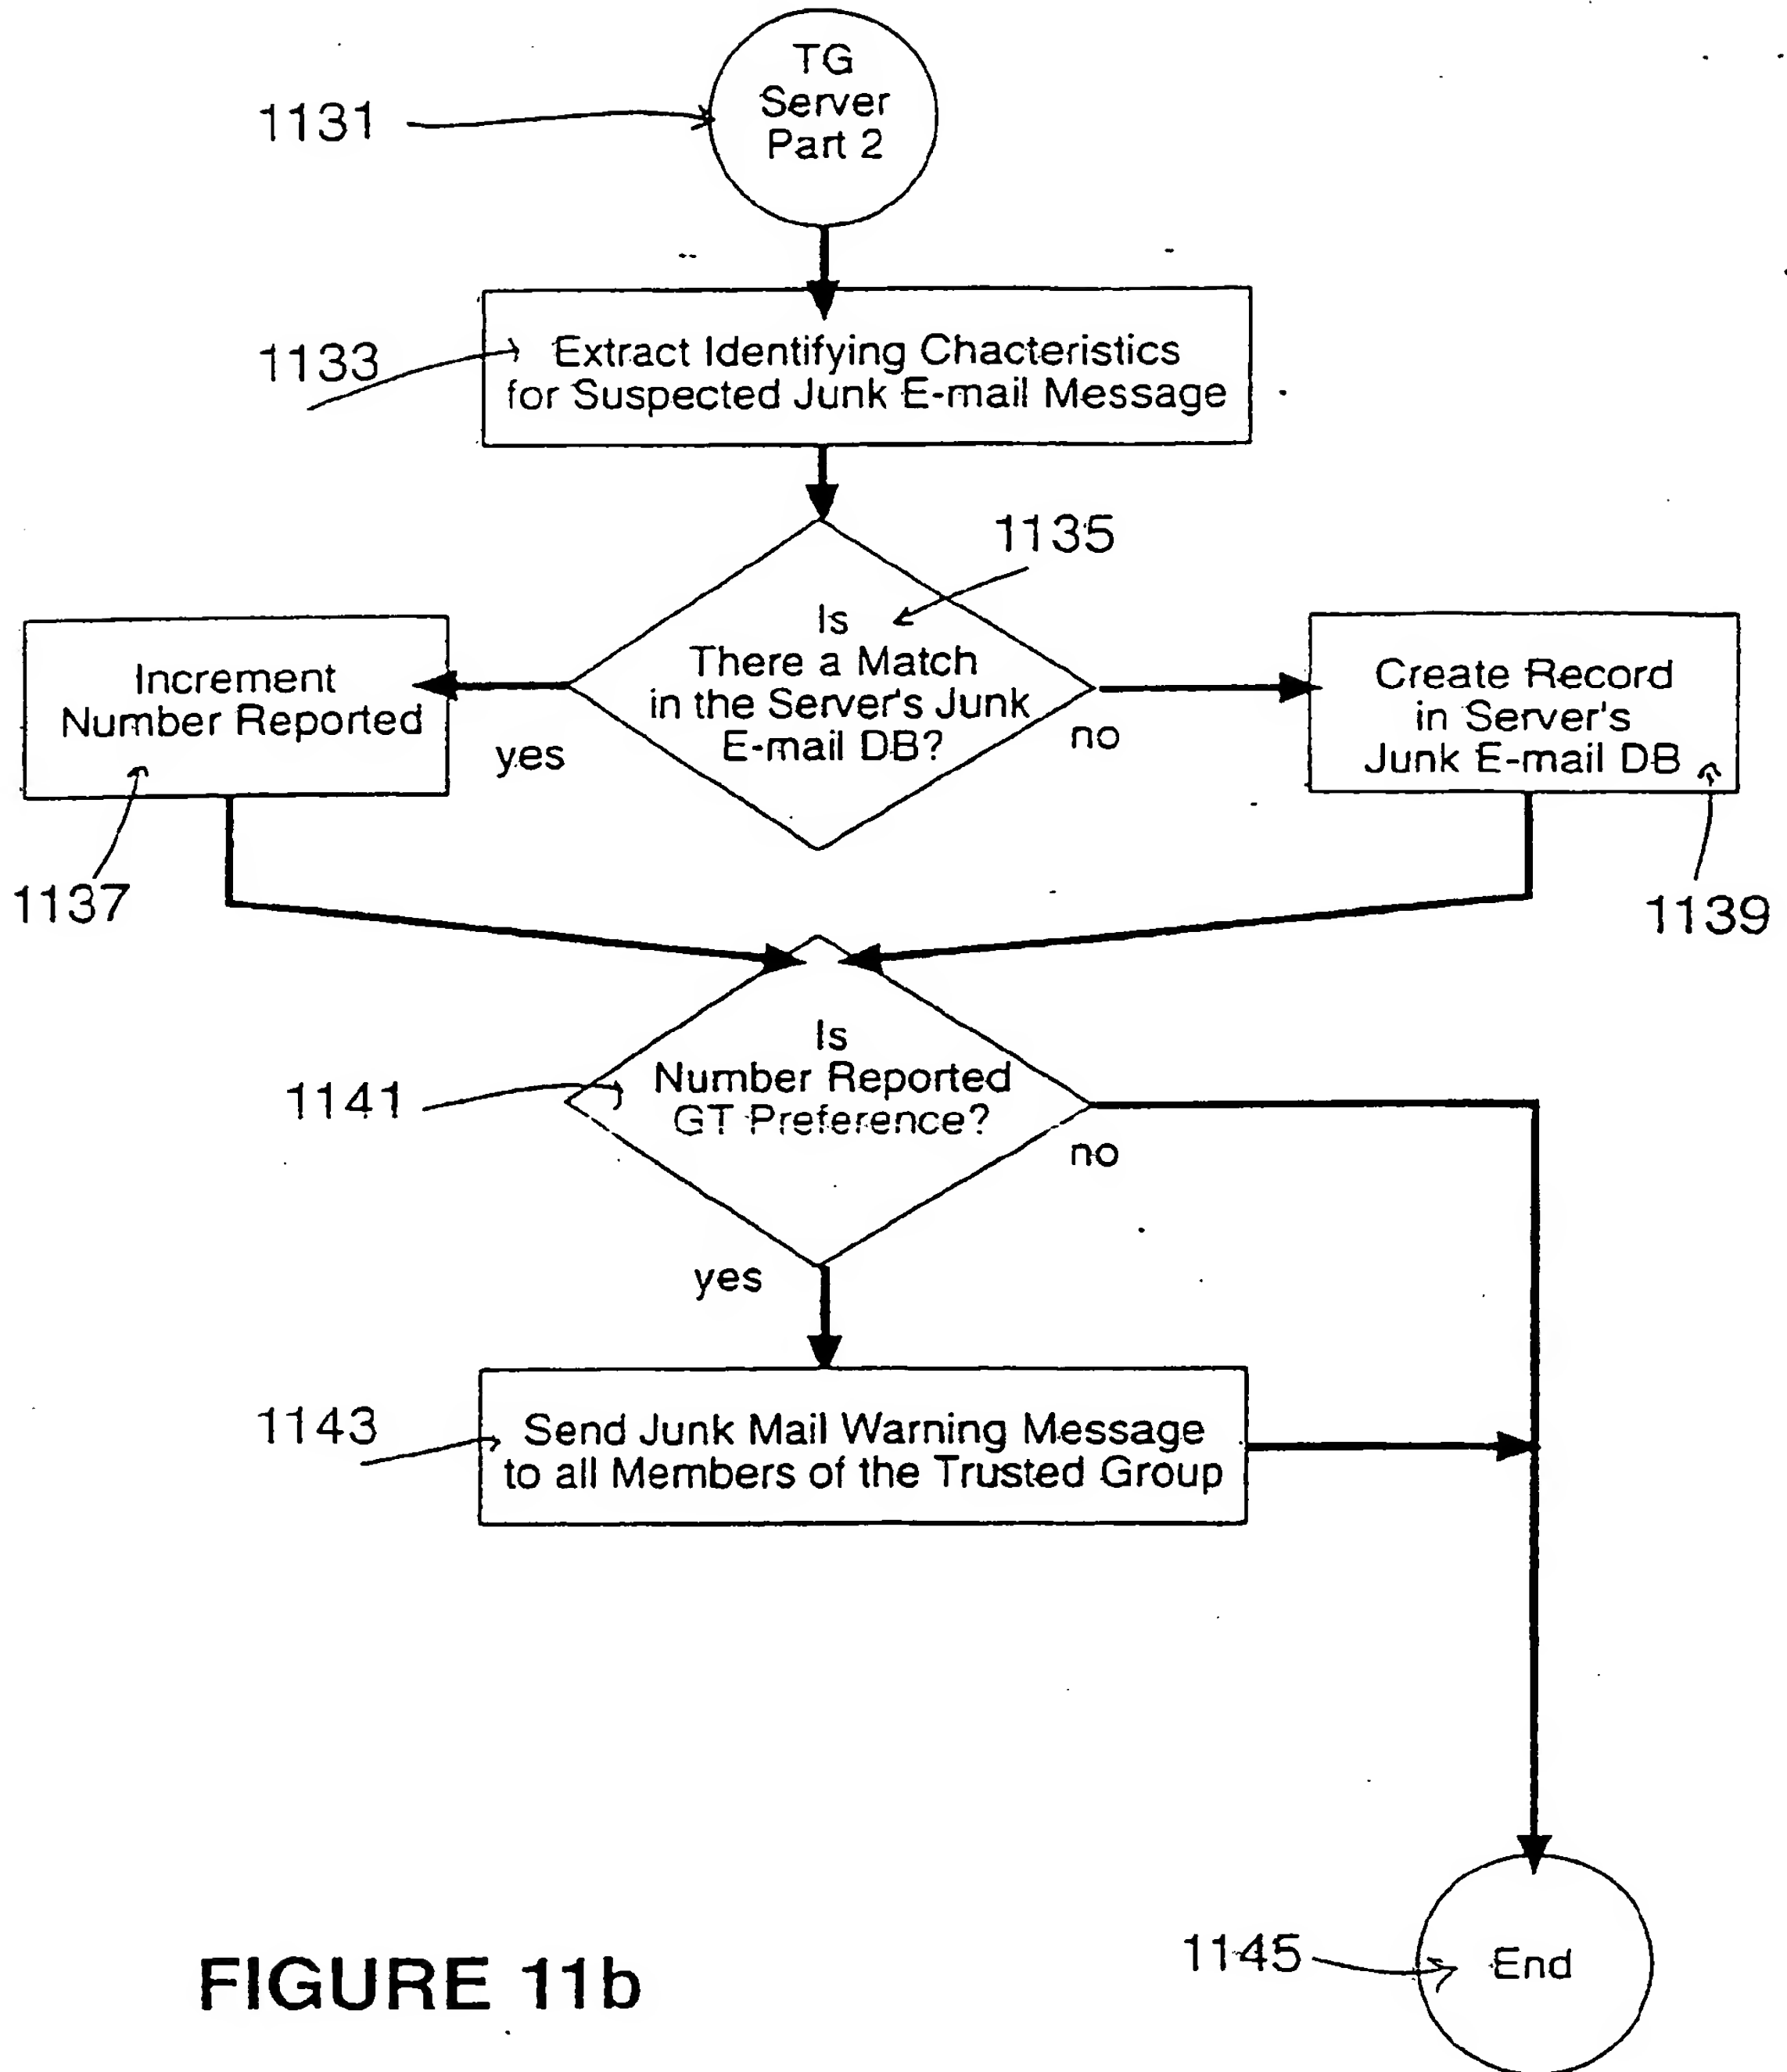 TG
Server
Part 2
1131
Extract Identifying Chacteristics
for Suspected Junk E-mail Message
1133
1135
Is
There a Match
in the Server's Junk
E-mail DB?
yes
no
Increment
Number Reported
1137
Create Record
in Server's
Junk E-mail DB
1139
Is
Number Reported
GT Preference?
1141
no
yes
Send Junk Mail Warning Message
to all Members of the Trusted Group
1143
1145
End
FIGURE 11b